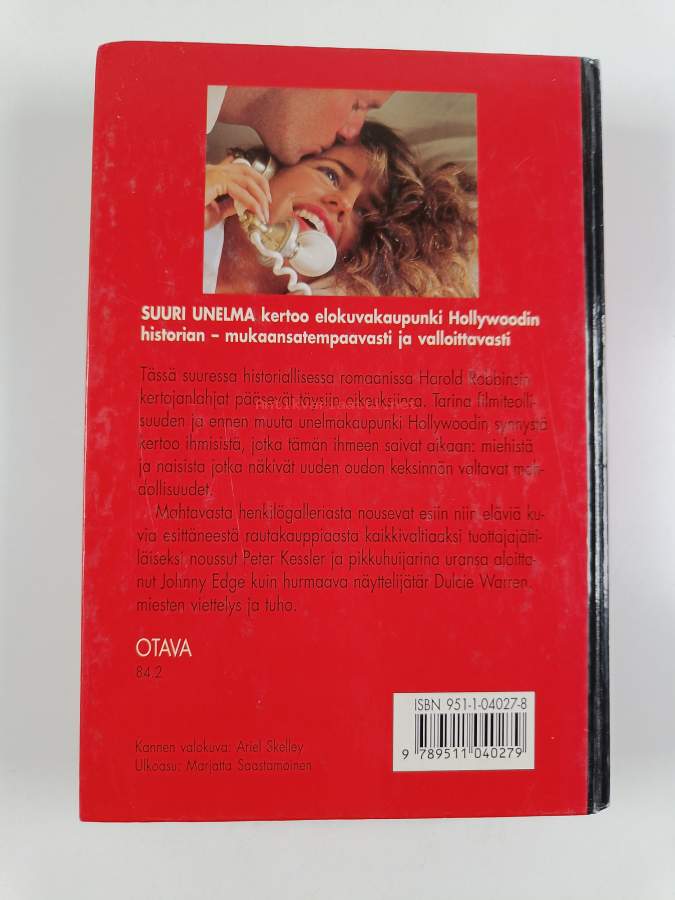 SUURI UNELMA kertoo elokuvakaupunki Hollywoodin
historian – mukaansatempaavasti ja valloittavasti
Tässä suuressa historiallisessa romaanissa Harold Robbinsin
kertojanlahjat pääsevät täysiin oikeuksiinsa. Tarina filmiteolli-
suuden ja ennen muuta unelmakaupunki Hollywoodin synnystä
kertoo ihmisistä, jotka tämän ihmeen saivat aikaan: miehistä
ja naisista jotka näkivät uuden oudon keksinnön valtavat mah-
dollisuudet.
Mahtavasta henkilögalleriasta nousevat esiin niin eläviä ku-
via esittäneestä rautakauppiaasta kaikkivaltiaaksi tuottajajätti-
läiseksi noussut Peter Kessler ja pikkuhuijarina uransa aloitta-
nut Johnny Edge kuin hurmaava näyttelijätär Dulcie Warren,
miesten viettelys ja tuho.
OTAVA
84.2
ISBN 951-1-04027-8
9 789511 040279
Kannen valokuva: Ariel Skelley
Ulkoasu: Marjatta Saastamoinen